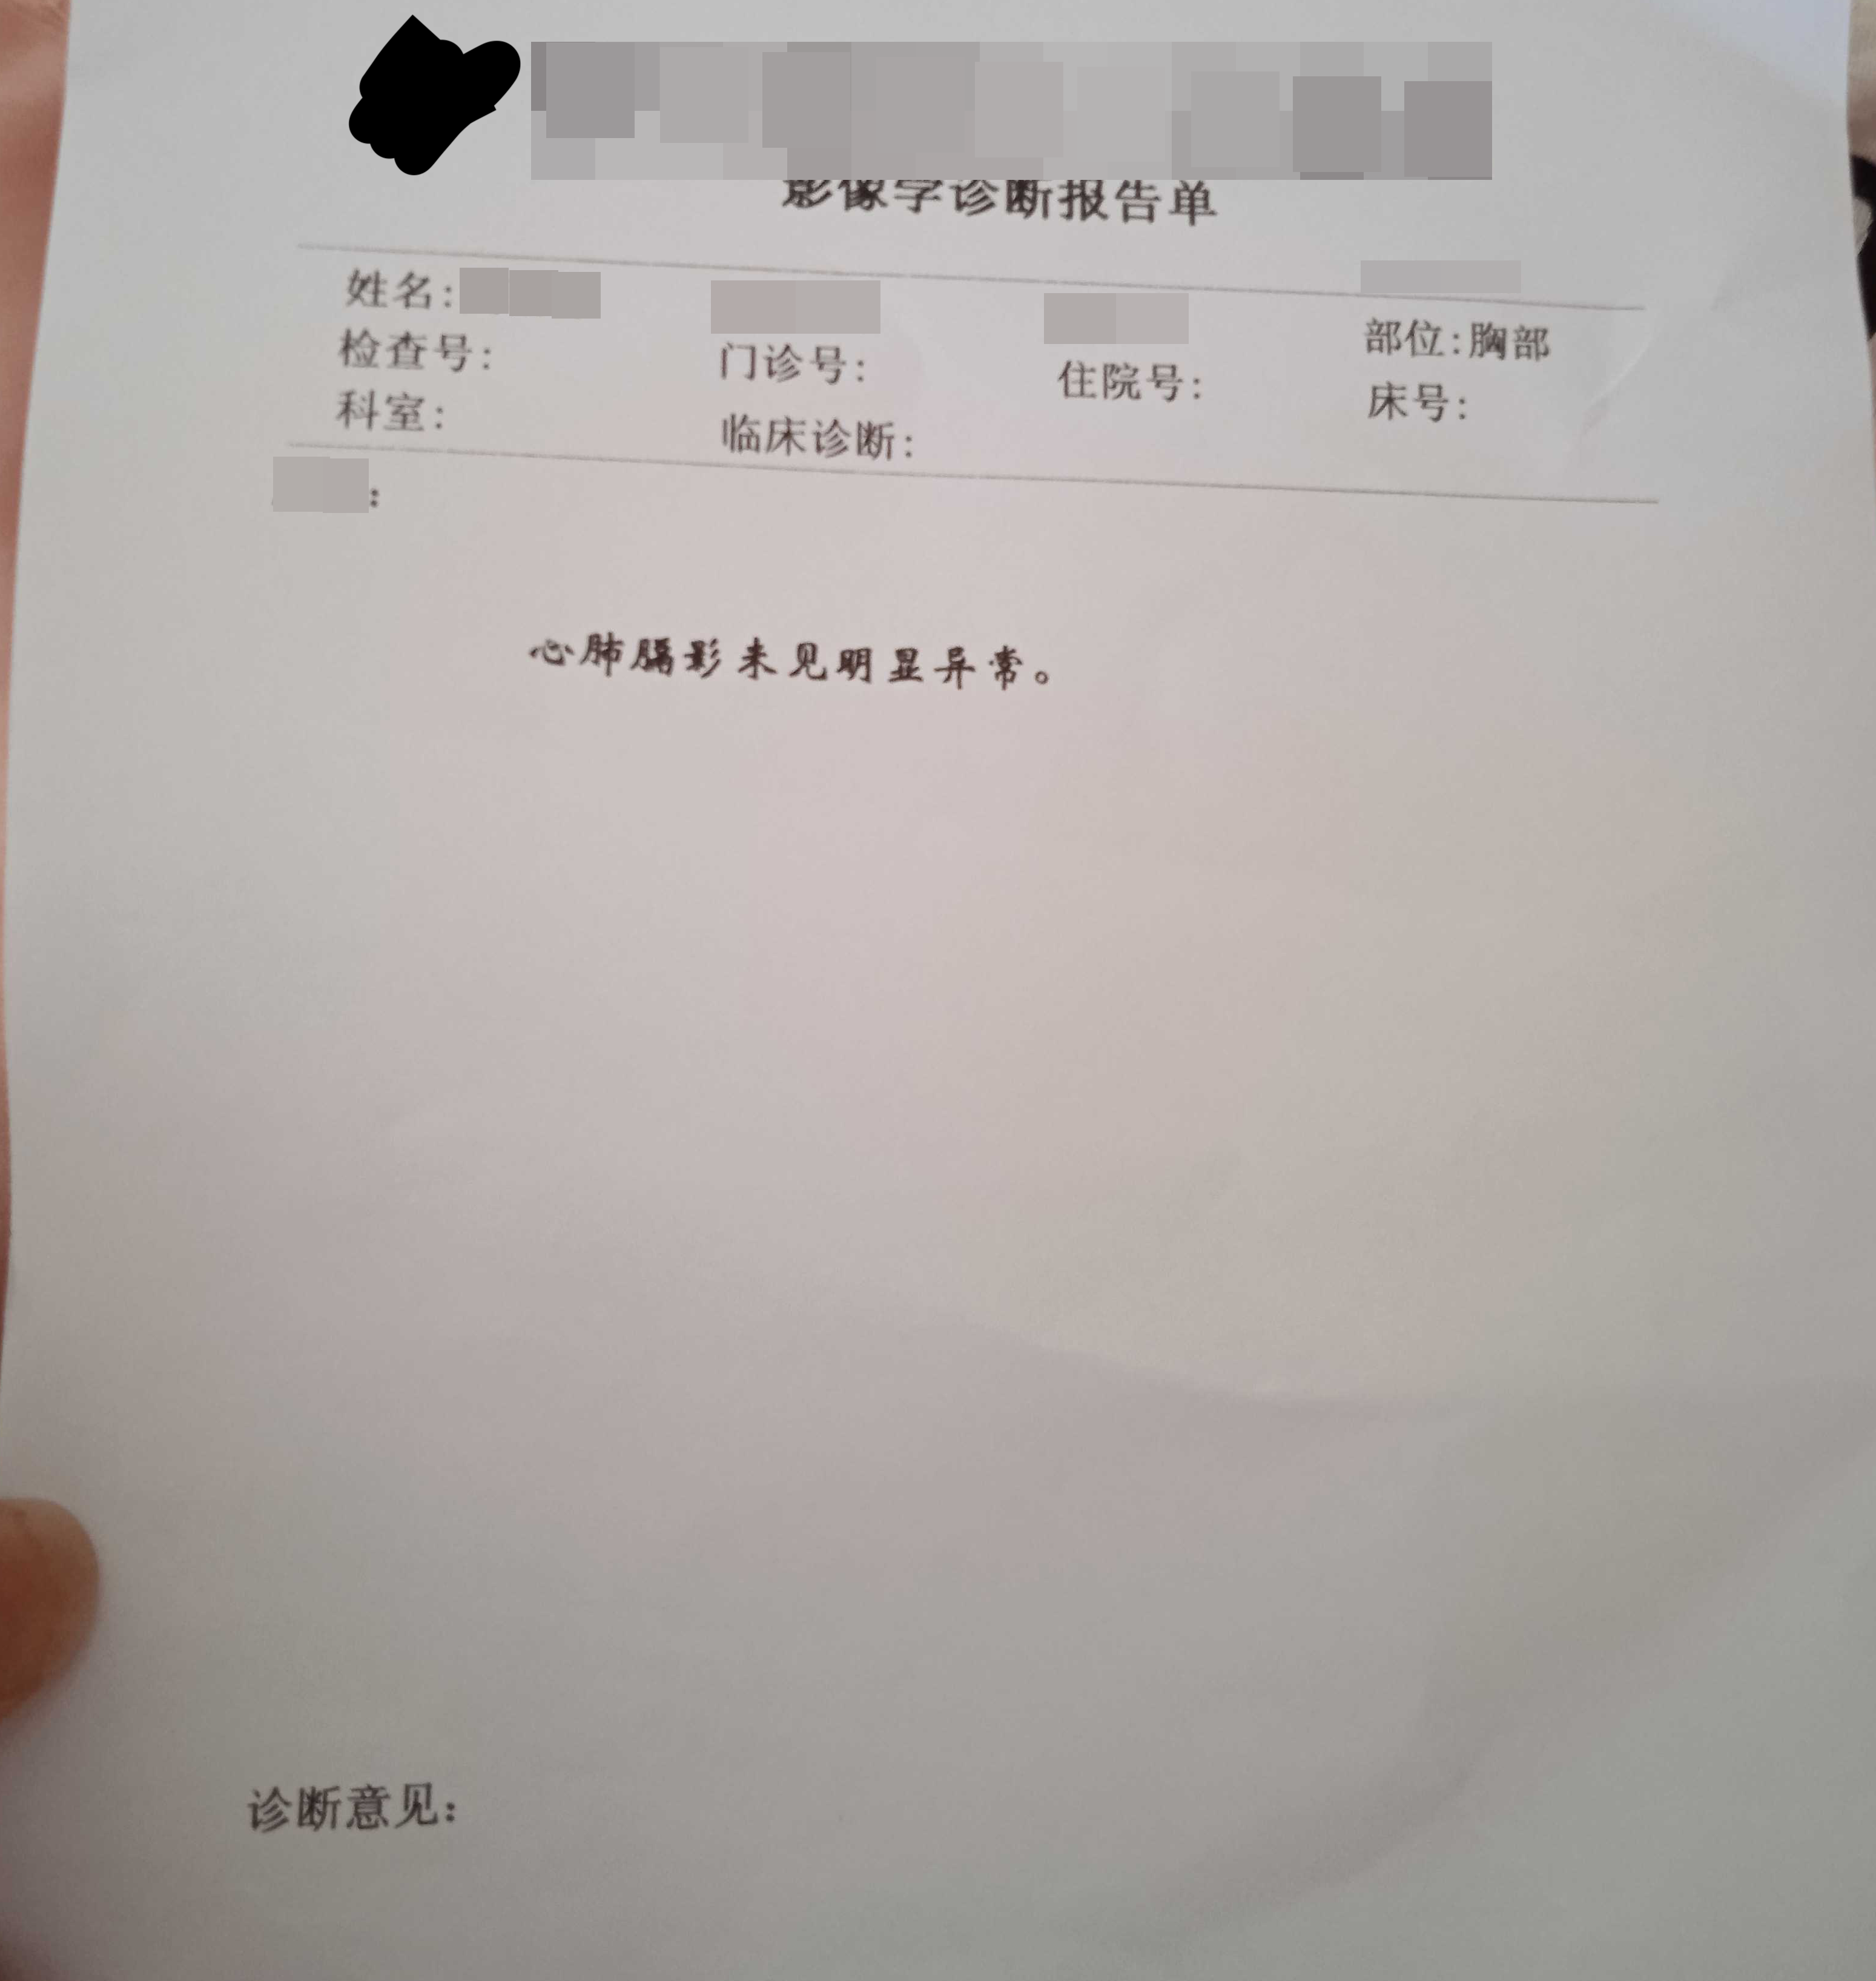 影像学诊断报告单
姓名:
部位:胸部
检查号: 门诊号: 住院号: 床号:
科室: 临床诊断:
:
心肺膈影未见明显异常。
诊断意见: